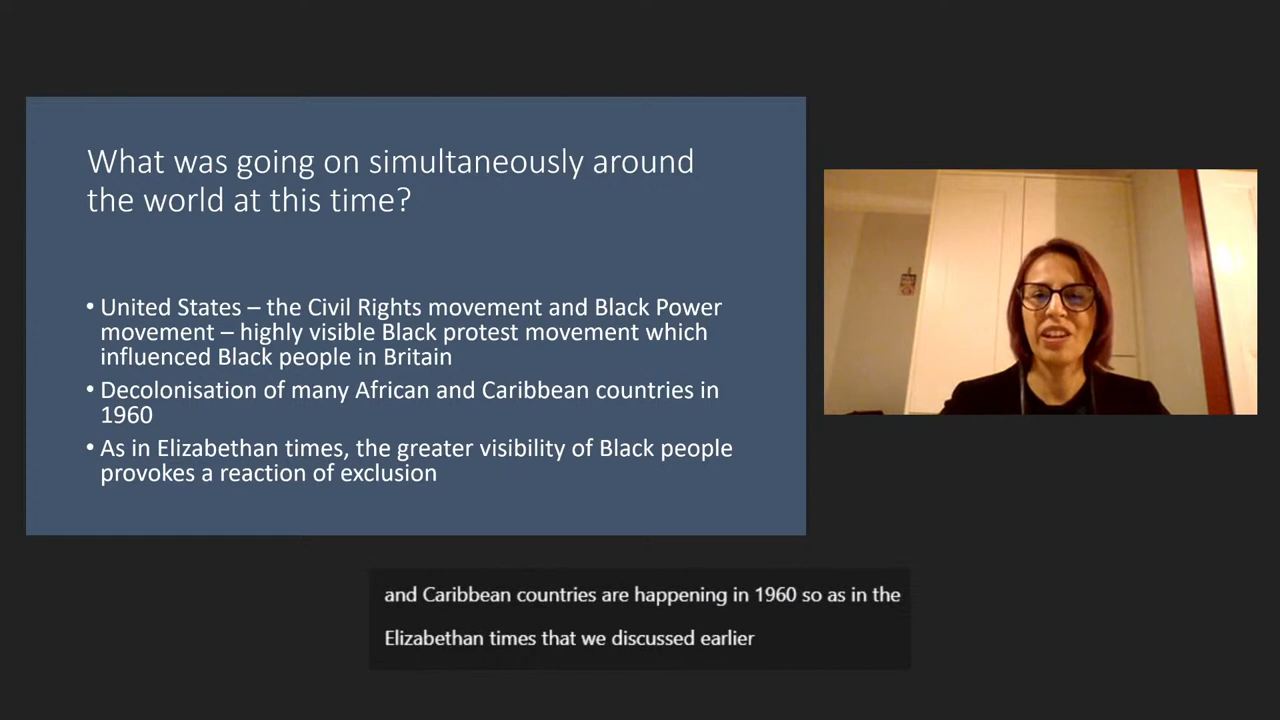 What was going on simultaneously around
the world at this time?
• United States – the Civil Rights movement and Black Power
movement – highly visible Black protest movement which
influenced Black people in Britain
• Decolonisation of many African and Caribbean countries in
1960
• As in Elizabethan times, the greater visibility of Black people
provokes a reaction of exclusion
and Caribbean countries are happening in 1960 so as in the
Elizabethan times that we discussed earlier